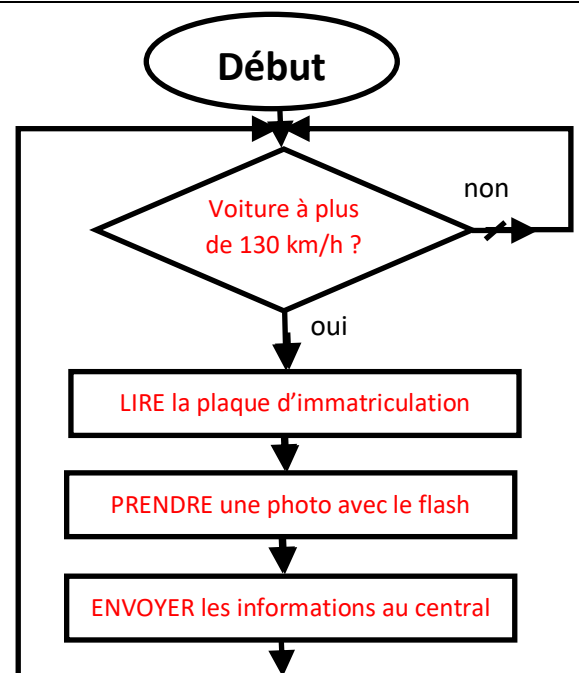 Début
Voiture à plus
de 130 km/h ?
non
oui
LIRE la plaque d’immatriculation
PRENDRE une photo avec le flash
ENVOYER les informations au central